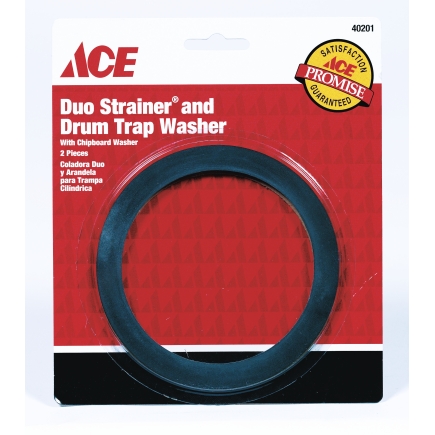 40201
ACE
SATISFACTION
ACE
PROMISE
GUARANTEED
Duo Strainer® and
Drum Trap Washer
With Chipboard Washer
2 Pieces
Coladora Duo
y Arandela
para Trampa
Cilíndrica